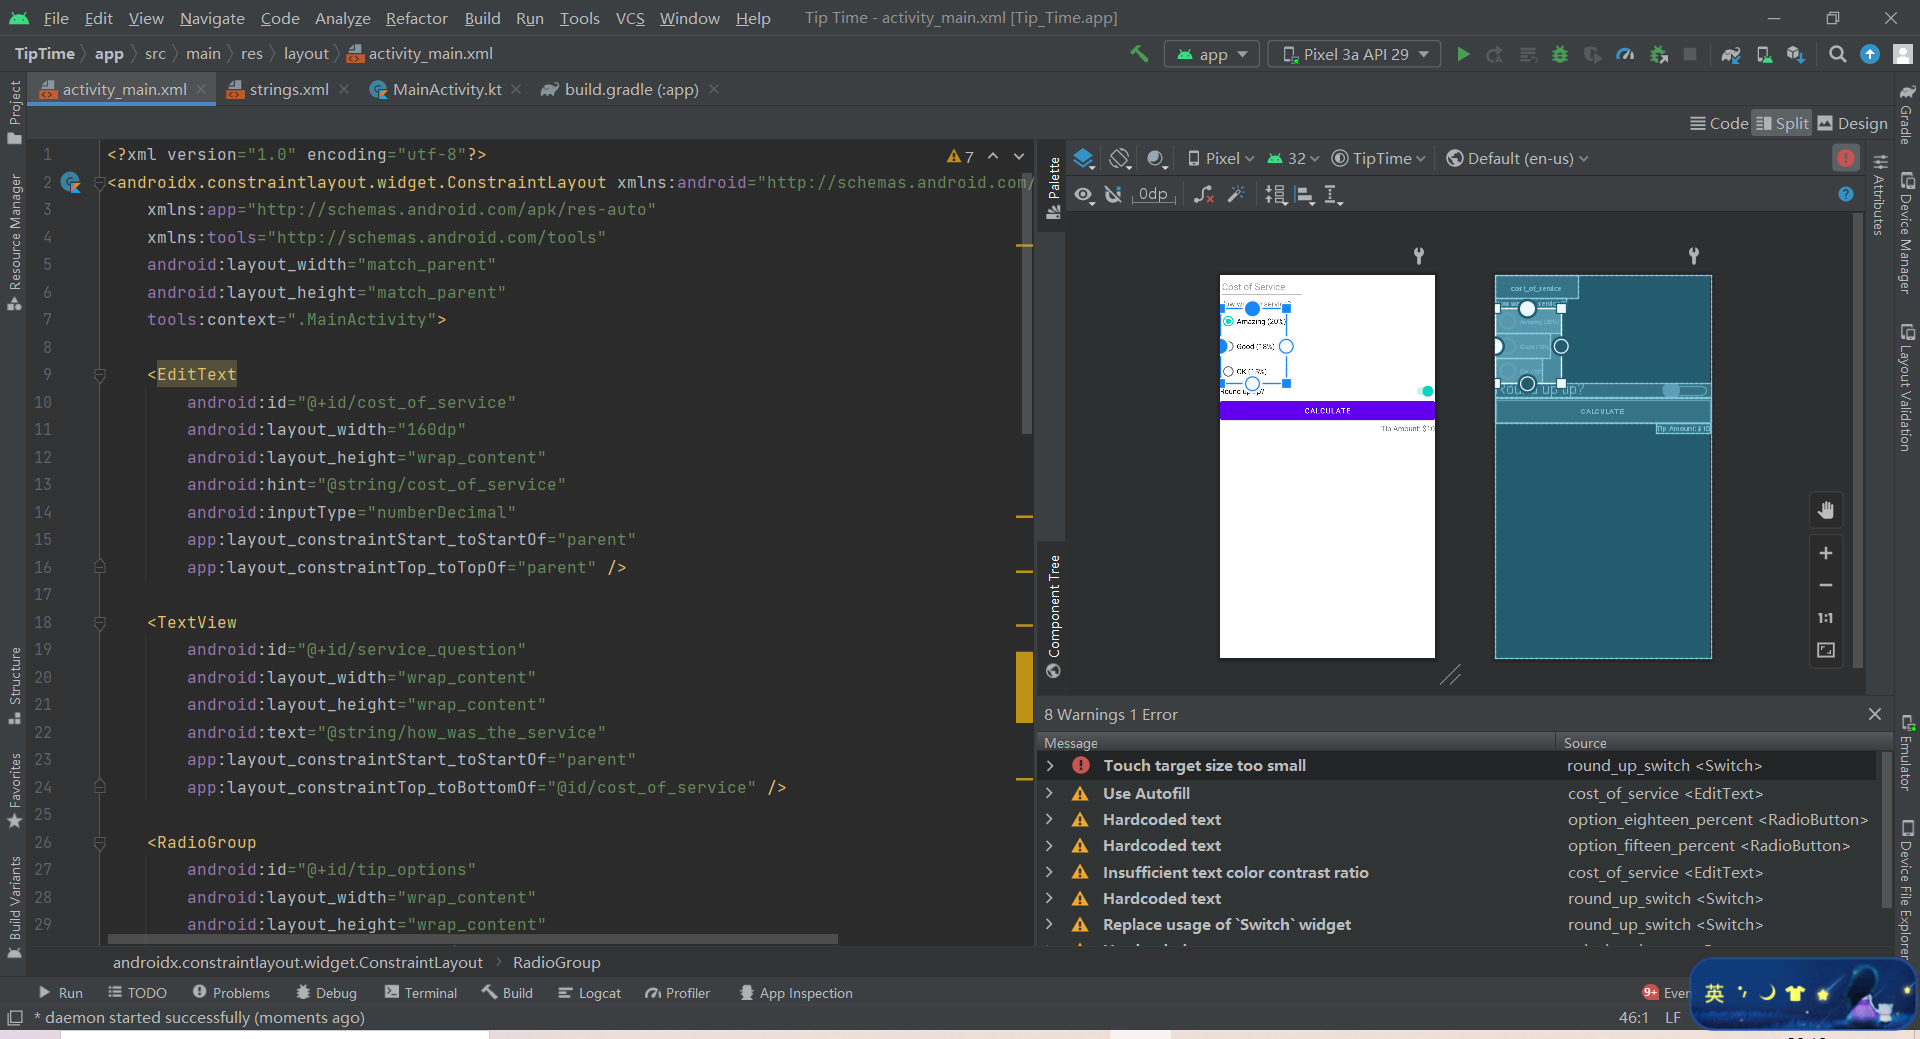 File Edit View Navigate Code Analyze Refactor Build Run Tools VCS Window Help Tip Time - activity_main.xml [Tip_Time.app]
TipTime app src main res layout activity_main.xml app Pixel 3a API 29
activity_main.xml strings.xml MainActivity.kt build.gradle (:app)
Code Split Design
Project
Resource Manager
Structure
Favorites
Build Variants
1 <?xml version="1.0" encoding="utf-8"?>
7
2 <androidx.constraintlayout.widget.ConstraintLayout xmlns:android="http://schemas.android.com/
3 xmlns:app="http://schemas.android.com/apk/res-auto"
4 xmlns:tools="http://schemas.android.com/tools"
5 android:layout_width="match_parent"
6 android:layout_height="match_parent"
7 tools:context=".MainActivity">
8
9 <EditText
10 android:id="@+id/cost_of_service"
11 android:layout_width="160dp"
12 android:layout_height="wrap_content"
13 android:hint="@string/cost_of_service"
14 android:inputType="numberDecimal"
15 app:layout_constraintStart_toStartOf="parent"
16 app:layout_constraintTop_toTopOf="parent" />
17
18 <TextView
19 android:id="@+id/service_question"
20 android:layout_width="wrap_content"
21 android:layout_height="wrap_content"
22 android:text="@string/how_was_the_service"
23 app:layout_constraintStart_toStartOf="parent"
24 app:layout_constraintTop_toBottomOf="@id/cost_of_service" />
25
26 <RadioGroup
27 android:id="@+id/tip_options"
28 android:layout_width="wrap_content"
29 android:layout_height="wrap_content"
androidx.constraintlayout.widget.ConstraintLayout RadioGroup
Palette
Component Tree
Pixel 32 TipTime Default (en-us)
0dp
Cost of Service
Amazing (20%)
Good (18%)
OK (15%)
CALCULATE
Tip Amount: $10
cost_of_service
Round up tip?
CALCULATE
Tip Amount: $10
1:1
8 Warnings 1 Error
Message Source
Touch target size too small round_up_switch <Switch>
Use Autofill cost_of_service <EditText>
Hardcoded text option_eighteen_percent <RadioButton>
Hardcoded text option_fifteen_percent <RadioButton>
Insufficient text color contrast ratio cost_of_service <EditText>
Hardcoded text round_up_switch <Switch>
Replace usage of `Switch` widget round_up_switch <Switch>
Gradle
Attributes
Device Manager
Layout Validation
Emulator
Device File Explorer
Run TODO Problems Debug Terminal Build Logcat Profiler App Inspection 9+ Ever
* daemon started successfully (moments ago) 46:1 LF
英